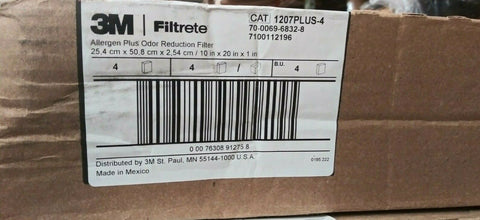 3M Filtrete CAT 1207PLUS-4
70-0069-6832-8
7100112196
Allergen Plus Odor Reduction Filter
25,4 cm x 50,8 cm x 2,54 cm / 10 in x 20 in x 1 in
4 4 / B.U. 4
0 00 76308 91275 8
Distributed by 3M St. Paul, MN 55144-1000 U.S.A.
Made in Mexico 0195 222